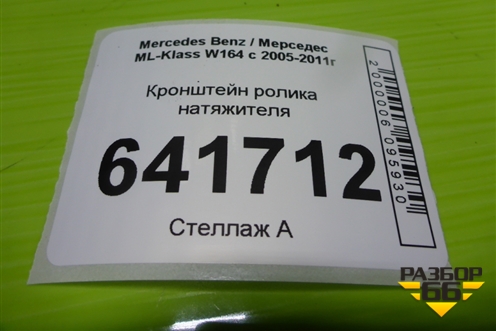 Mercedes Benz / Мерседес
ML-Klass W164 с 2005-2011г
Кронштейн ролика
натяжителя
641712
Стеллаж А
2000006095930
РАЗБОР
66